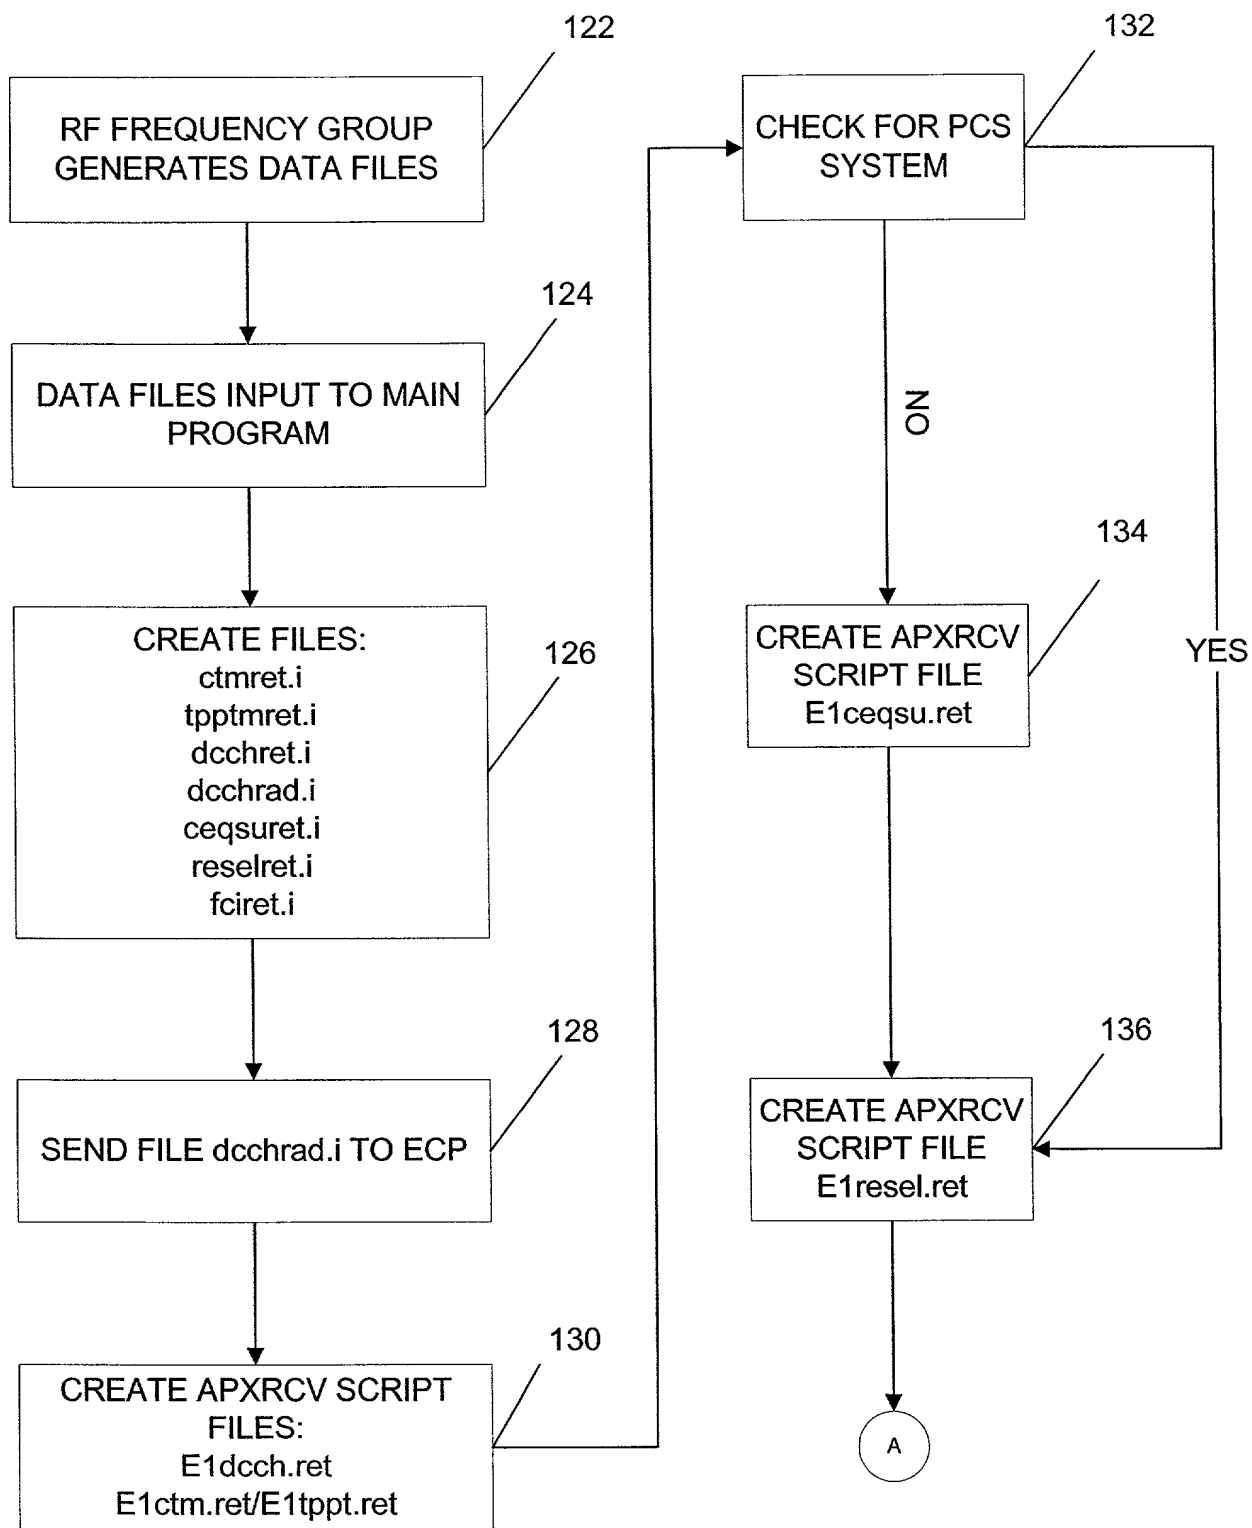 122
RF FREQUENCY GROUP
GENERATES DATA FILES
124
DATA FILES INPUT TO MAIN
PROGRAM
126
CREATE FILES:
ctmret.i
tpptmret.i
dcchret.i
dcchrad.i
ceqsuret.i
reselret.i
fciret.i
128
SEND FILE dcchrad.i TO ECP
130
CREATE APXRCV SCRIPT
FILES:
E1dcch.ret
E1ctm.ret/E1tppt.ret
132
CHECK FOR PCS
SYSTEM
NO
YES
134
CREATE APXRCV
SCRIPT FILE
E1ceqsu.ret
136
CREATE APXRCV
SCRIPT FILE
E1resel.ret
A